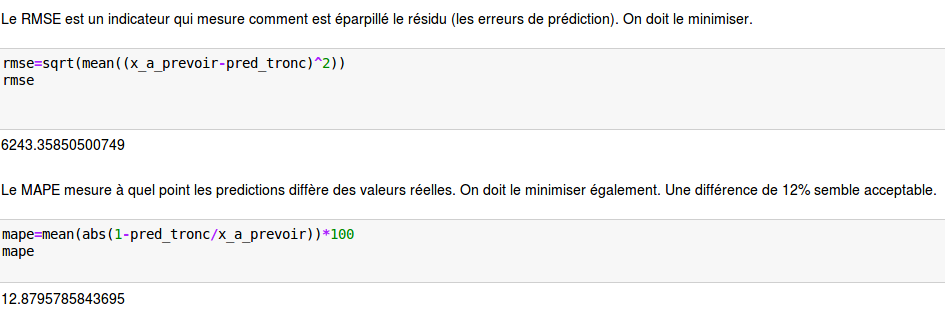 Le RMSE est un indicateur qui mesure comment est éparpillé le résidu (les erreurs de prédiction). On doit le minimiser.
rmse=sqrt(mean((x_a_prevoir-pred_tronc)^2))
rmse
6243.35850500749
Le MAPE mesure à quel point les predictions diffère des valeurs réelles. On doit le minimiser également. Une différence de 12% semble acceptable.
mape=mean(abs(1-pred_tronc/x_a_prevoir))*100
mape
12.8795785843695